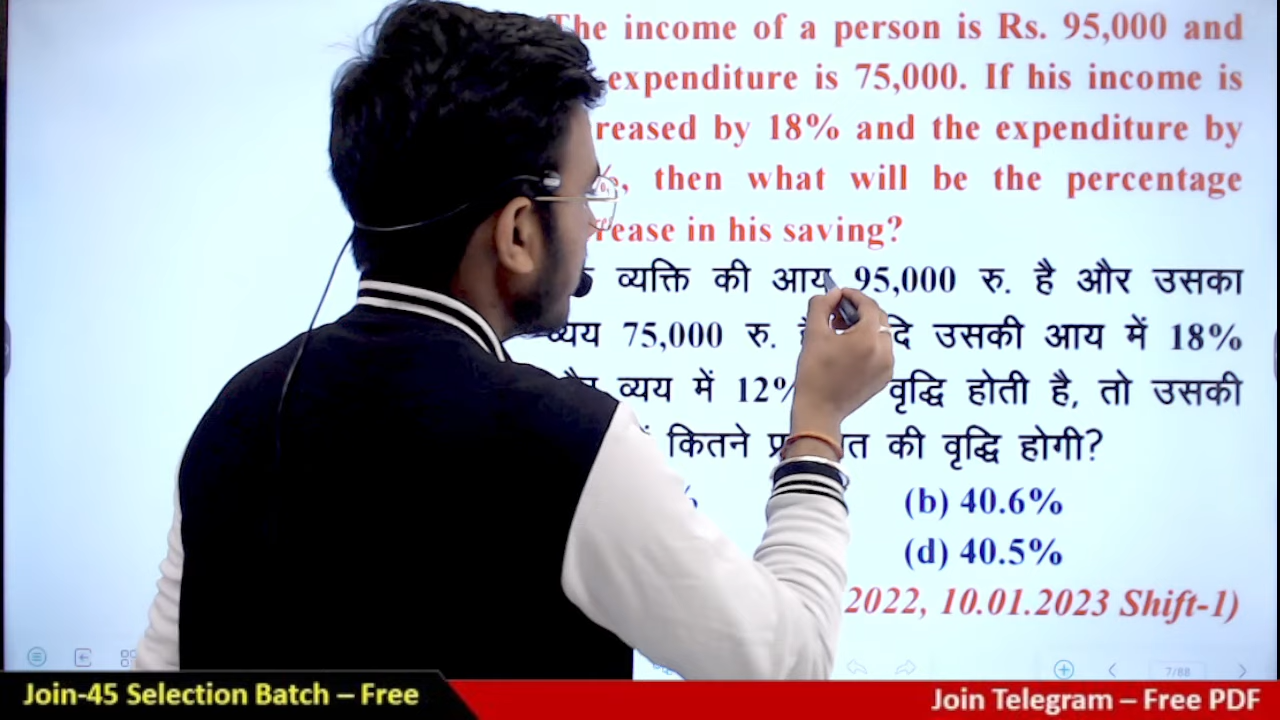 The income of a person is Rs. 95,000 and
expenditure is 75,000. If his income is
reased by 18% and the expenditure by
%, then what will be the percentage
rease in his saving?
व्यक्ति की आय 95,000 रु. है और उसका
व्यय 75,000 रु. दि उसकी आय में 18%
व्यय में 12% वृद्धि होती है, तो उसकी
कितने प्र त की वृद्धि होगी?
% (b) 40.6%
(d) 40.5%
2022, 10.01.2023 Shift-1)
7/88
Join-45 Selection Batch – Free
Join Telegram – Free PDF